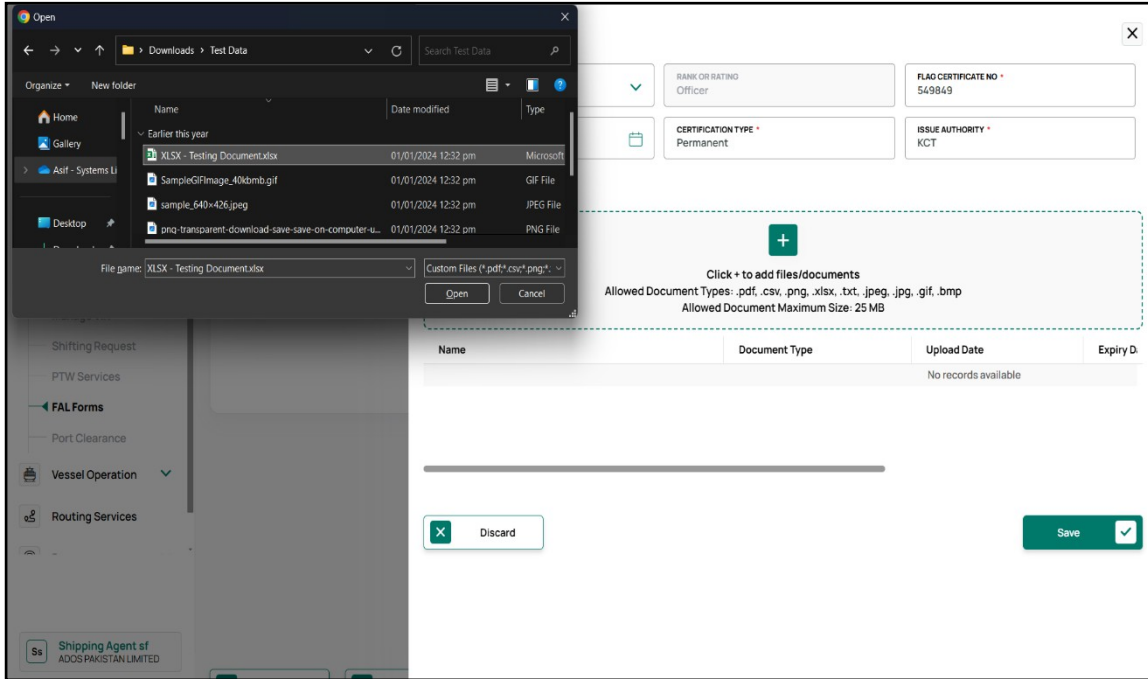 Open
Downloads > Test Data
Search Test Data
Organize
New folder
Home
Gallery
Asif - Systems Li
Desktop
Name
Date modified
Type
Earlier this year
XLSX - Testing Document.xlsx
01/01/2024 12:32 pm
Microsoft
SampleGIFImage_40kbmb.gif
01/01/2024 12:32 pm
GIF File
sample_640×426.jpeg
01/01/2024 12:32 pm
JPEG File
png-transparent-download-save-save-on-computer-u...
01/01/2024 12:32 pm
PNG File
File name:
XLSX - Testing Document.xlsx
Custom Files (*.pdf;*.csv;*.png;*.
Open
Cancel
RANK OR RATING
Officer
FLAG CERTIFICATE NO *
549849
CERTIFICATION TYPE *
Permanent
ISSUE AUTHORITY *
KCT
Click + to add files/documents
Allowed Document Types: .pdf, .csv, .png, .xlsx, .txt, .jpeg, .jpg, .gif, .bmp
Allowed Document Maximum Size: 25 MB
Name
Document Type
Upload Date
Expiry D
No records available
Discard
Save
Shifting Request
PTW Services
FAL Forms
Port Clearance
Vessel Operation
Routing Services
Ss
Shipping Agent sf
ADOS PAKISTAN LIMITED